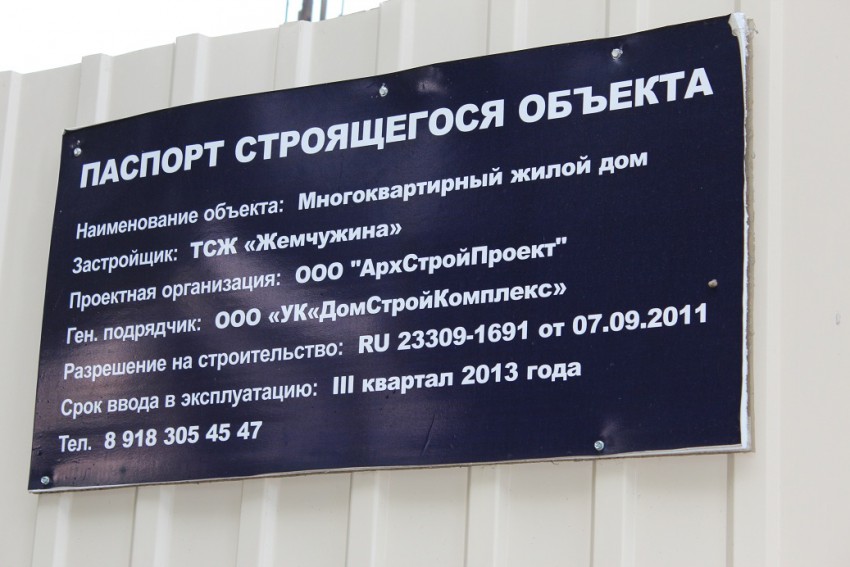 ПАСПОРТ СТРОЯЩЕГОСЯ ОБЪЕКТА
Наименование объекта: Многоквартирный жилой дом
Застройщик: ТСЖ «Жемчужина»
Проектная организация: ООО "АрхСтройПроект"
Ген. подрядчик: ООО «УК«ДомСтройКомплекс»
Разрешение на строительство: RU 23309-1691 от 07.09.2011
Срок ввода в эксплуатацию: III квартал 2013 года
Тел. 8 918 305 45 47